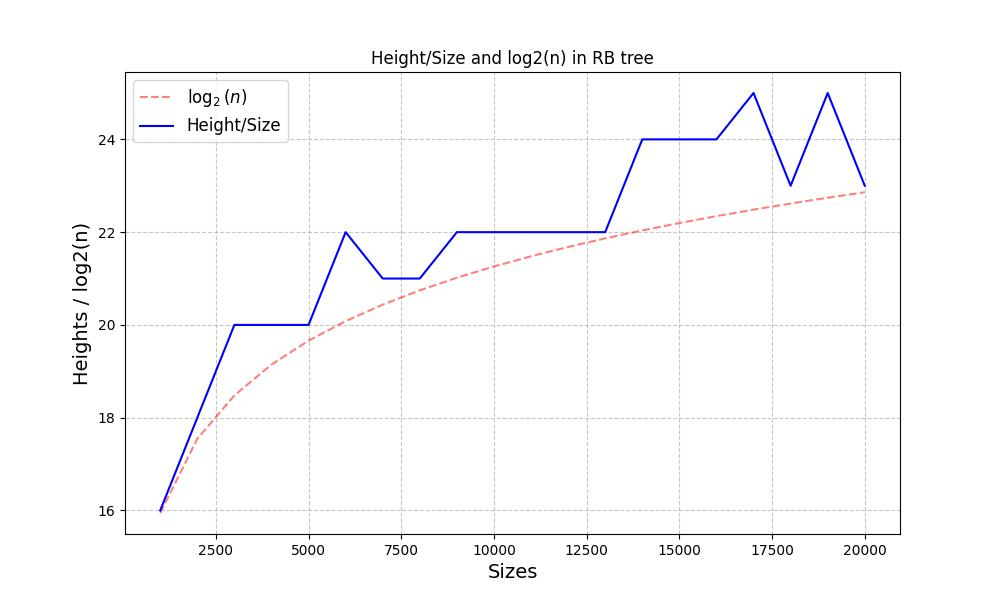 Height/Size and log2(n) in RB tree
log₂ (n)
Height/Size
Heights / log2(n)
24
22
20
18
16
2500 5000 7500 10000 12500 15000 17500 20000
Sizes